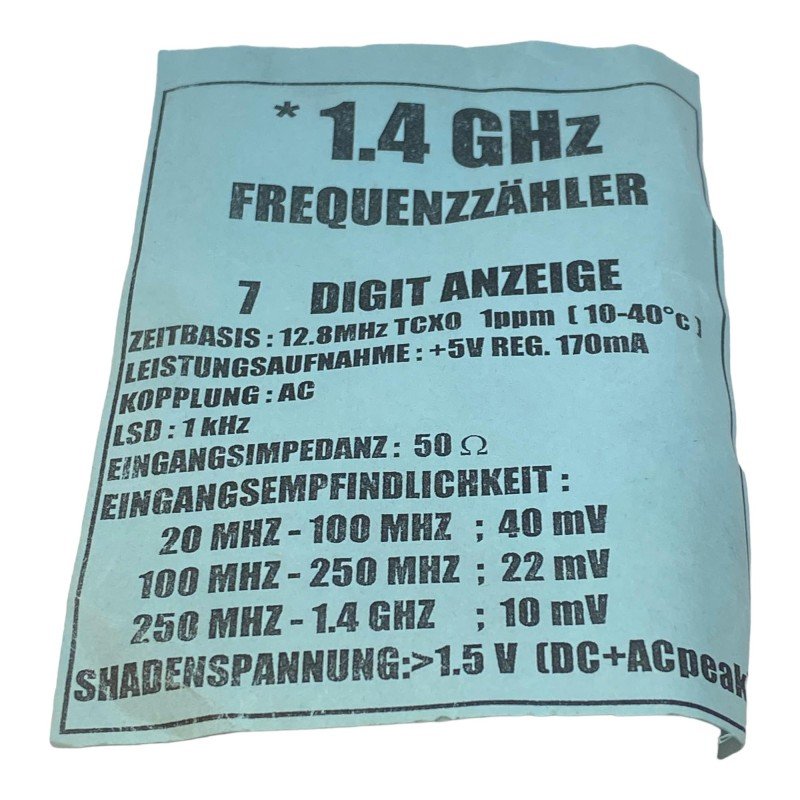 * 1.4 GHz
FREQUENZZÄHLER
7 DIGIT ANZEIGE
ZEITBASIS : 12.8MHz TCXO 1ppm ( 10-40°c )
LEISTUNGSAUFNAHME : +5V REG. 170mA
KOPPLUNG : AC
LSD : 1 kHz
EINGANGSIMPEDANZ : 50 Ω
EINGANGSEMPFINDLICHKEIT :
20 MHZ - 100 MHZ ; 40 mV
100 MHZ - 250 MHZ ; 22 mV
250 MHZ - 1.4 GHZ ; 10 mV
SHADENSPANNUNG:>1.5 V (DC+ACpeak